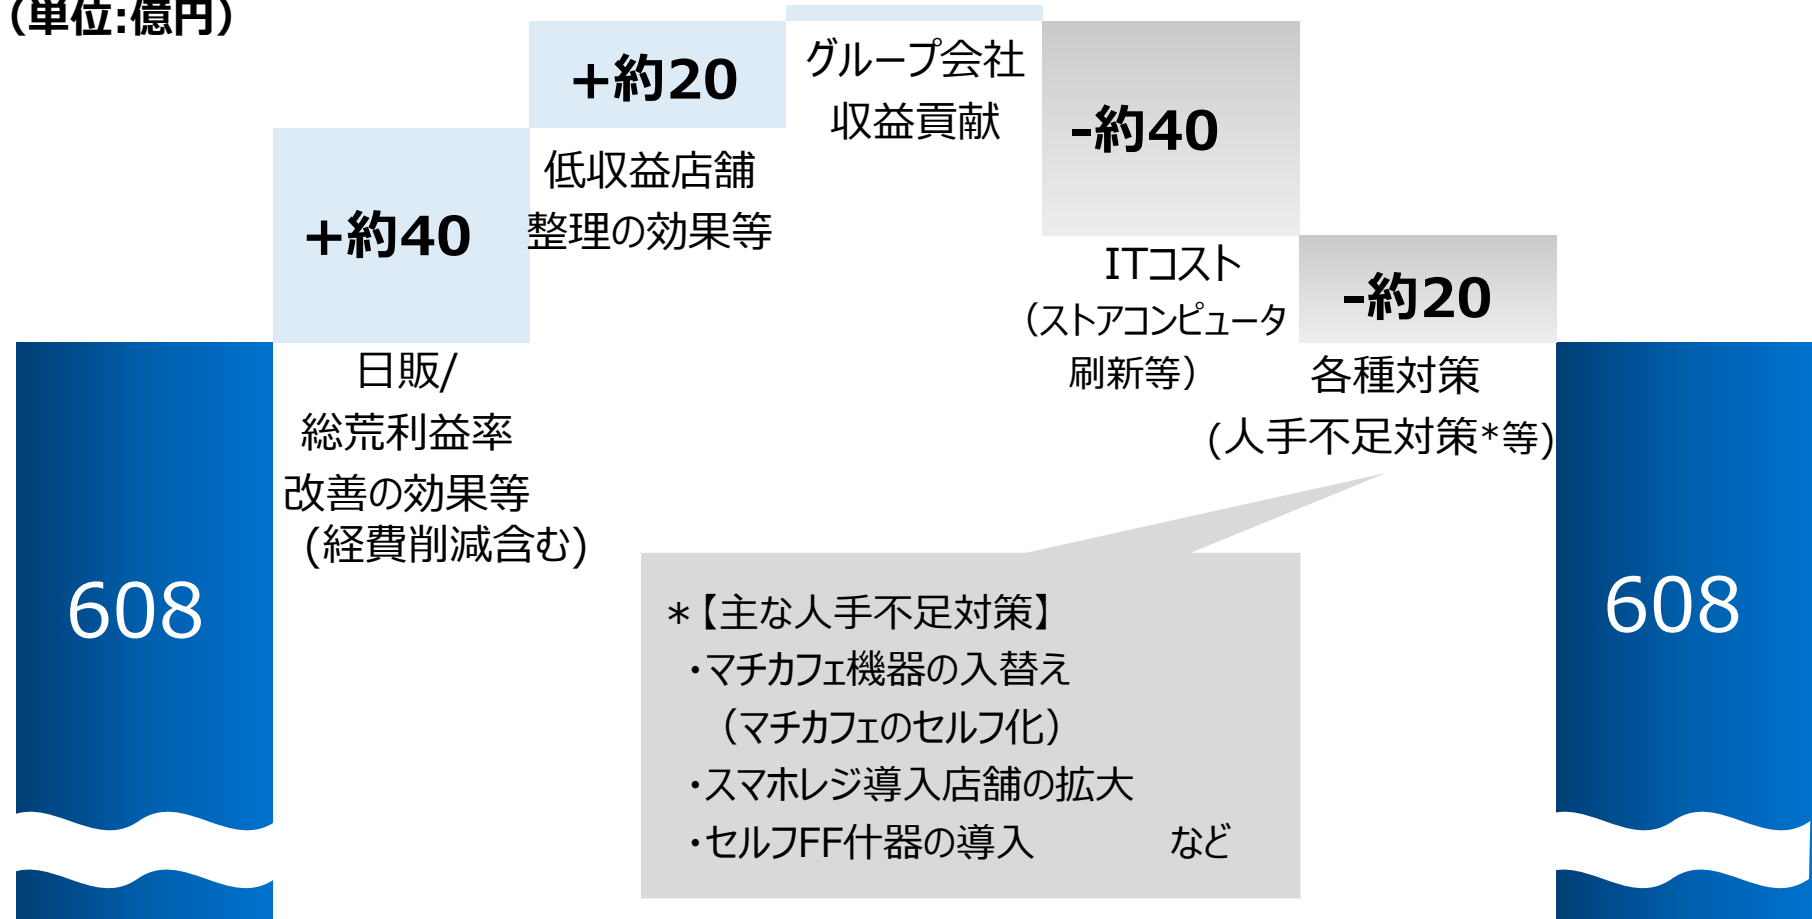 （単位:億円）
+約20
グループ会社
収益貢献
-約40
+約40
低収益店舗
整理の効果等
ITコスト
（ストアコンピュータ
刷新等）
-約20
日販/
総荒利益率
改善の効果等
(経費削減含む)
各種対策
(人手不足対策*等)
608
608
＊【主な人手不足対策】
・マチカフェ機器の入替え
（マチカフェのセルフ化）
・スマホレジ導入店舗の拡大
・セルフFF什器の導入　　　など